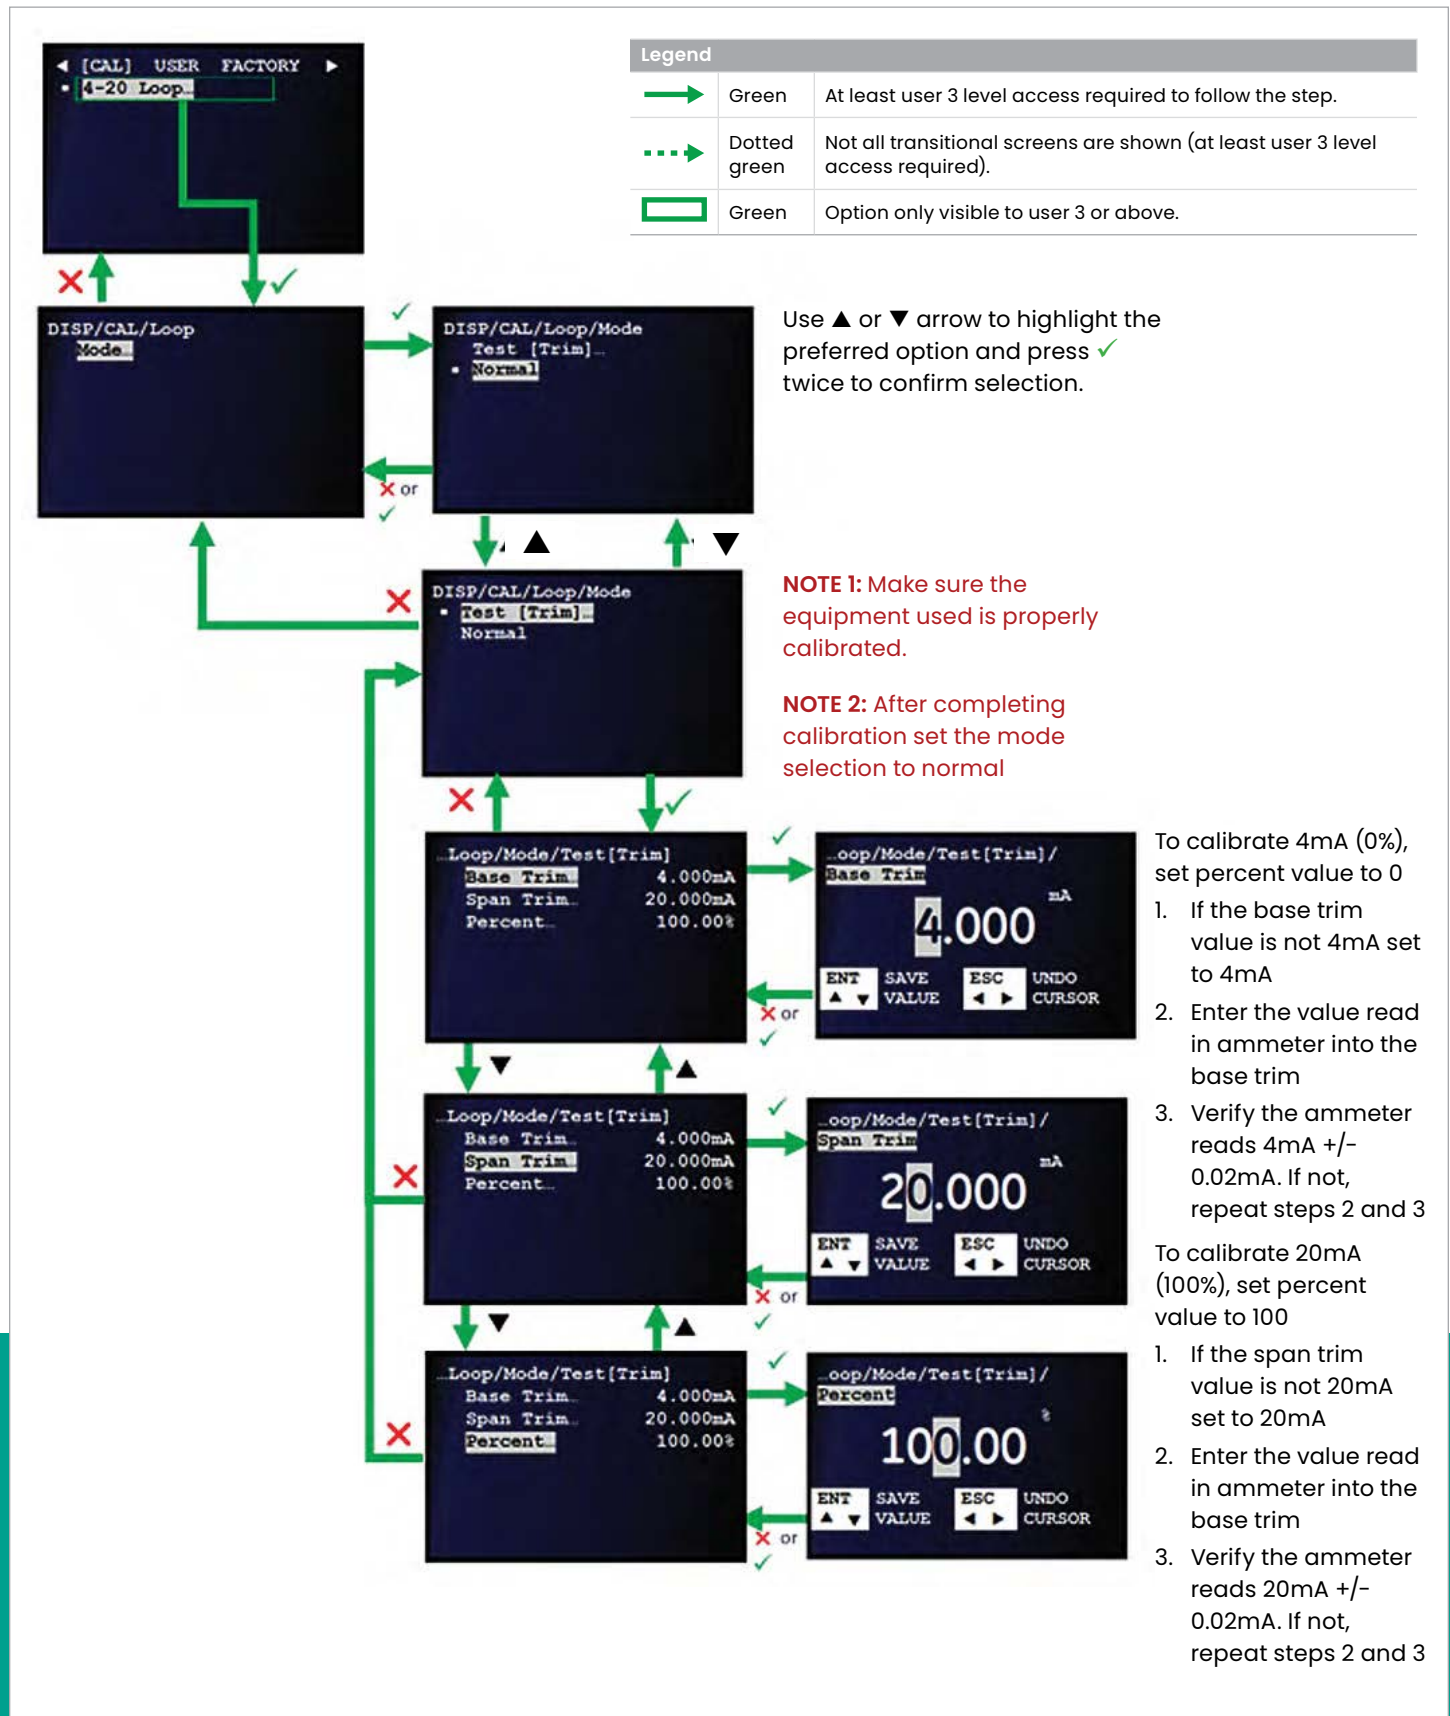 ◄ [CAL] USER FACTORY ►
▪ 4-20 Loop…
Legend
Green At least user 3 level access required to follow the step.
Dotted green Not all transitional screens are shown (at least user 3 level
access required).
Green Option only visible to user 3 or above.
DISP/CAL/Loop
Mode…
DISP/CAL/Loop/Mode
Test [Trim]…
▪ Normal
× or
✓
Use ▲ or ▼ arrow to highlight the
preferred option and press ✓
twice to confirm selection.
▲ ▼
DISP/CAL/Loop/Mode
▪ Test [Trim]…
Normal
NOTE 1: Make sure the
equipment used is properly
calibrated.
NOTE 2: After completing
calibration set the mode
selection to normal
…Loop/Mode/Test[Trim]
Base Trim… 4.000mA
Span Trim… 20.000mA
Percent… 100.00%
…oop/Mode/Test[Trim]/
Base Trim
mA
4.000
ENT SAVE ESC UNDO
▲ ▼ VALUE ◄ ► CURSOR
× or
✓
To calibrate 4mA (0%),
set percent value to 0
1. If the base trim
value is not 4mA set
to 4mA
2. Enter the value read
in ammeter into the
base trim
3. Verify the ammeter
reads 4mA +/-
0.02mA. If not,
repeat steps 2 and 3
▼ ▲
…Loop/Mode/Test[Trim]
Base Trim… 4.000mA
Span Trim… 20.000mA
Percent… 100.00%
…oop/Mode/Test[Trim]/
Span Trim
mA
20.000
ENT SAVE ESC UNDO
▲ ▼ VALUE ◄ ► CURSOR
× or
✓
To calibrate 20mA
(100%), set percent
value to 100
1. If the span trim
value is not 20mA
set to 20mA
2. Enter the value read
in ammeter into the
base trim
3. Verify the ammeter
reads 20mA +/-
0.02mA. If not,
repeat steps 2 and 3
▼ ▲
…Loop/Mode/Test[Trim]
Base Trim… 4.000mA
Span Trim… 20.000mA
Percent… 100.00%
…oop/Mode/Test[Trim]/
Percent
%
100.00
ENT SAVE ESC UNDO
▲ ▼ VALUE ◄ ► CURSOR
× or
✓